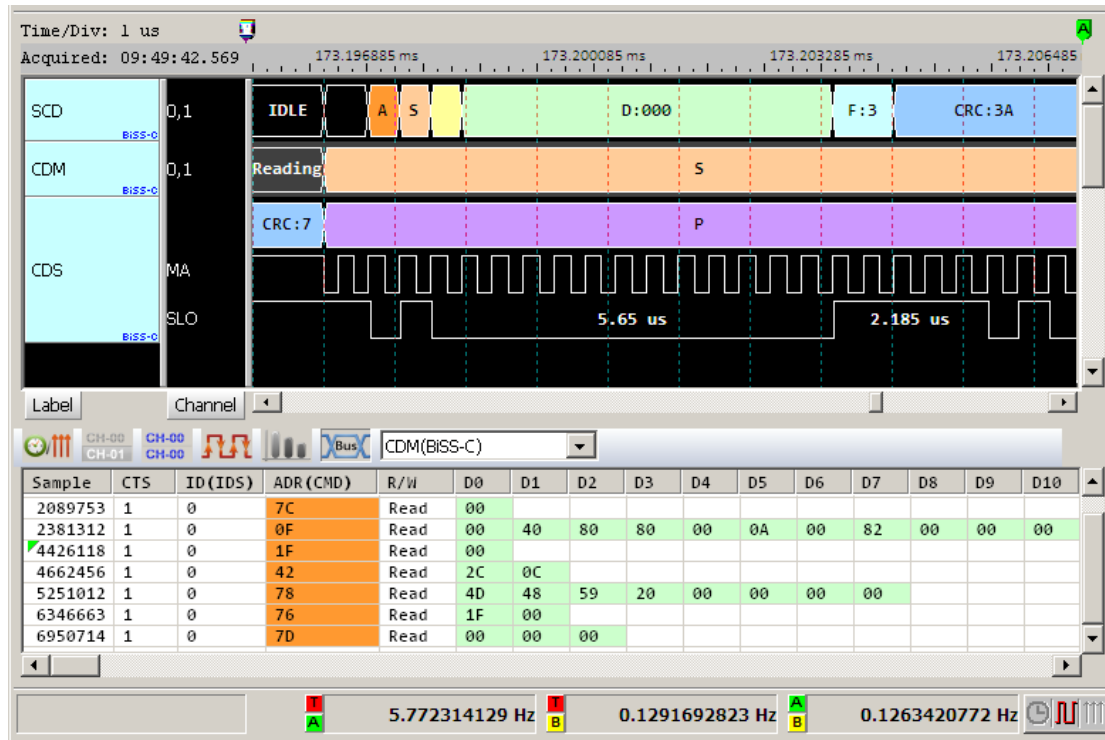 Time/Div: 1 us
A
Acquired: 09:49:42.569 173.196885 ms 173.200085 ms 173.203285 ms 173.206485
SCD 0,1 IDLE A S D:000 F:3 CRC:3A
BiSS-C
CDM 0,1 Reading S
BiSS-C
CRC:7 P
CDS MA
SLO 5.65 us 2.185 us
BiSS-C
Label Channel
CH-00 CH-01 CH-00 CH-00 Bus CDM(BiSS-C)
Sample CTS ID(IDS) ADR(CMD) R/W D0 D1 D2 D3 D4 D5 D6 D7 D8 D9 D10
2089753 1 0 7C Read 00
2381312 1 0 0F Read 00 40 80 80 00 0A 00 82 00 00 00
4426118 1 0 1F Read 00
4662456 1 0 42 Read 2C 0C
5251012 1 0 78 Read 4D 48 59 20 00 00 00 00
6346663 1 0 76 Read 1F 00
6950714 1 0 7D Read 00 00 00
T A 5.772314129 Hz T B 0.1291692823 Hz A B 0.1263420772 Hz